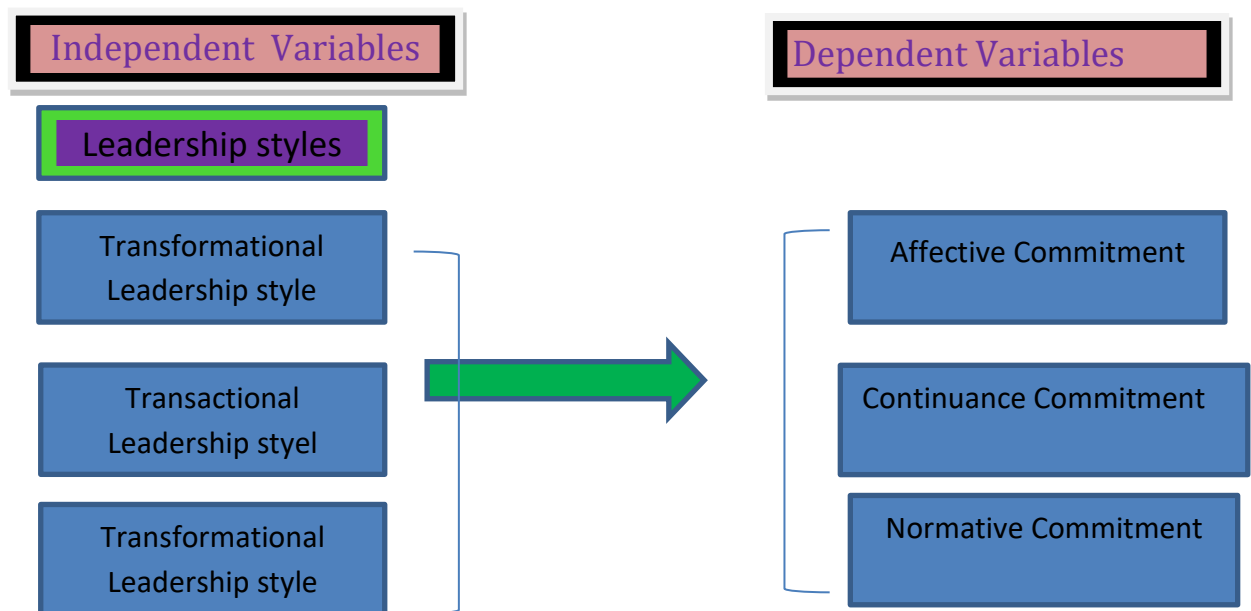 Independent Variables
Dependent Variables
Leadership styles
Transformational
Leadership style
Affective Commitment
Transactional
Leadership styel
Continuance Commitment
Transformational
Leadership style
Normative Commitment